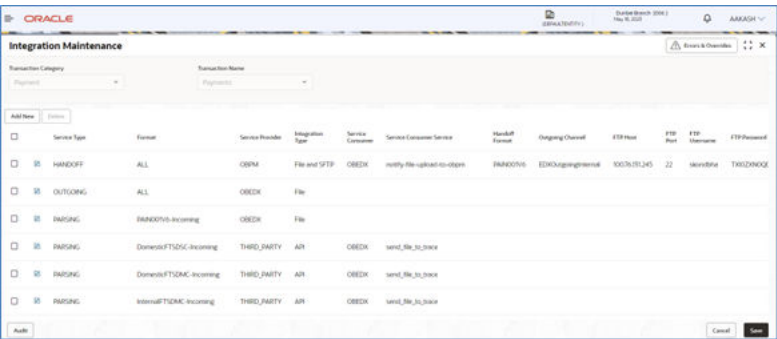 ORACLE
(DEFAULTENTITY)
May 16, 2021
AAKASH
Integration Maintenance
Errors & Overrides
Transaction Category
Transaction Name
Payment
Payments
Add New
Delete
Service Type Format Service Provider Integration Type Service Consumer Service Consumer Service Handoff Format Outgoing Channel FTP Host FTP Port FTP Username FTP Password
HANDOFF ALL OBPM File and SFTP OBEDX notify-file-upload-to-obpm PAIN001V6 EDXOutgoingInternal 22
OUTGOING ALL OBEDX File
PARSING PAIN001V6-Incoming OBEDX File
PARSING DomesticFTSDSC-Incoming THIRD_PARTY API OBEDX send_file_to_trace
PARSING DomesticFTSDMC-Incoming THIRD_PARTY API OBEDX send_file_to_trace
PARSING InternalFTSDMC-Incoming THIRD_PARTY API OBEDX send_file_to_trace
Audit
Cancel
Save